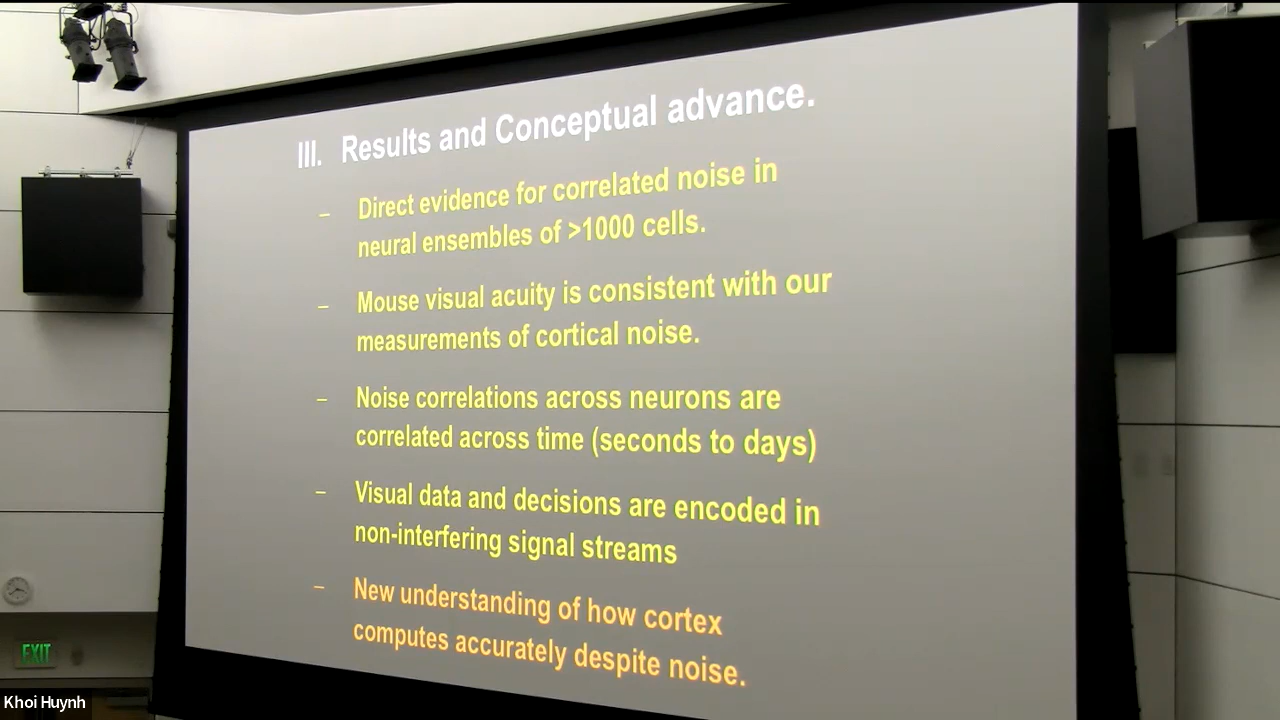 III. Results and Conceptual advance.
– Direct evidence for correlated noise in
neural ensembles of >1000 cells.
– Mouse visual acuity is consistent with our
measurements of cortical noise.
– Noise correlations across neurons are
correlated across time (seconds to days)
– Visual data and decisions are encoded in
non-interfering signal streams
– New understanding of how cortex
computes accurately despite noise.
EXIT
Khoi Huynh